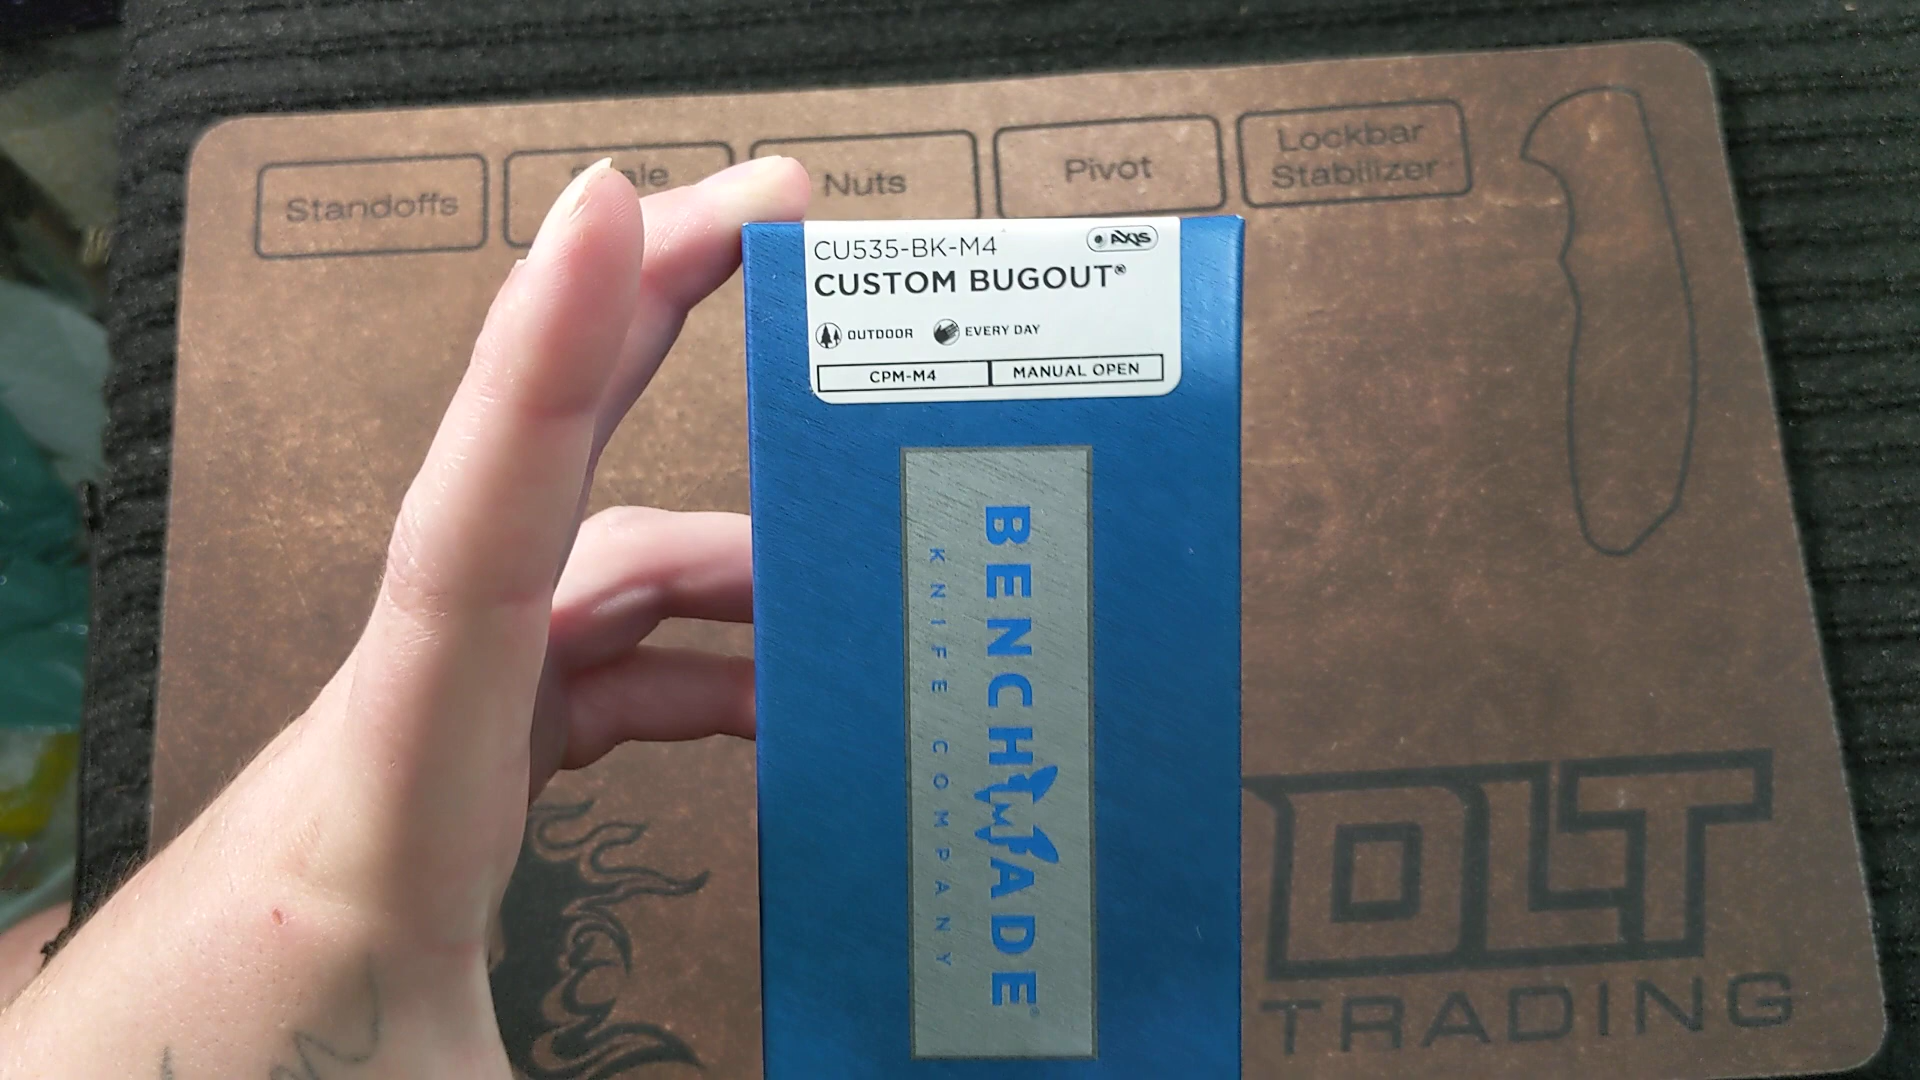 Standoffs
Nuts
Pivot
Lockbar
Stabilizer
CU535-BK-M4
AXIS
CUSTOM BUGOUT®
OUTDOOR
EVERY DAY
CPM-M4
MANUAL OPEN
BENCHMADE®
KNIFE COMPANY
DLT
TRADING